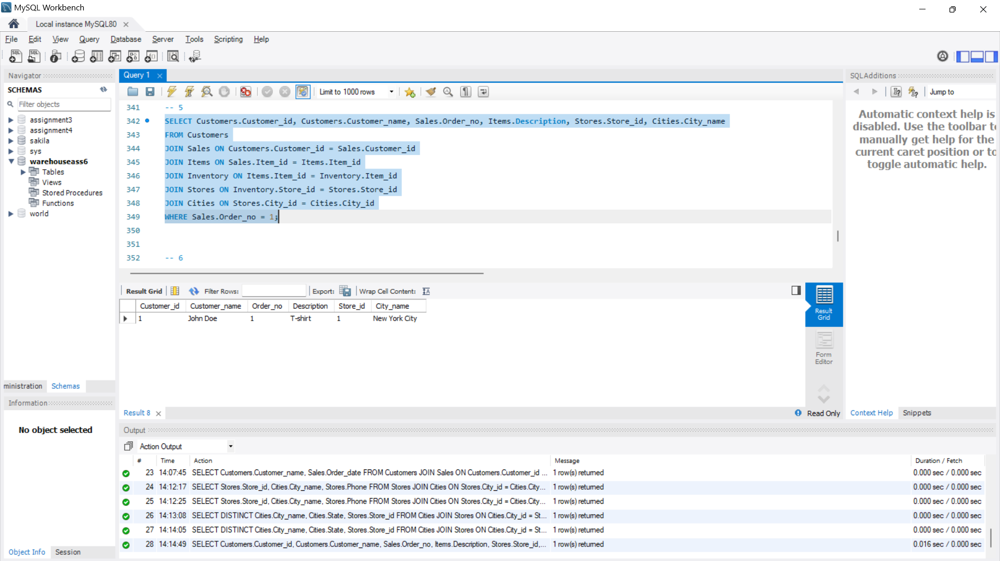 MySQL Workbench
Local instance MySQL80
File Edit View Query Database Server Tools Scripting Help
Navigator
SCHEMAS
Filter objects
assignment3
assignment4
sakila
sys
warehouseass6
Tables
Views
Stored Procedures
Functions
world
ministration Schemas
Information
No object selected
Object Info Session
Query 1
Limit to 1000 rows
341 -- 5
342 SELECT Customers.Customer_id, Customers.Customer_name, Sales.Order_no, Items.Description, Stores.Store_id, Cities.City_name
343 FROM Customers
344 JOIN Sales ON Customers.Customer_id = Sales.Customer_id
345 JOIN Items ON Sales.Item_id = Items.Item_id
346 JOIN Inventory ON Items.Item_id = Inventory.Item_id
347 JOIN Stores ON Inventory.Store_id = Stores.Store_id
348 JOIN Cities ON Stores.City_id = Cities.City_id
349 WHERE Sales.Order_no = 1;
350
351
352 -- 6
Result Grid Filter Rows: Export: Wrap Cell Content:
Customer_id Customer_name Order_no Description Store_id City_name
1 John Doe 1 T-shirt 1 New York City
Result Grid
Form Editor
Result 8
Read Only
SQLAdditions
Jump to
Automatic context help is
disabled. Use the toolbar to
manually get help for the
current caret position or to
toggle automatic help.
Context Help Snippets
Output
Action Output
# Time Action Message Duration / Fetch
23 14:07:45 SELECT Customers.Customer_name, Sales.Order_date FROM Customers JOIN Sales ON Customers.Customer_id ... 1 row(s) returned 0.000 sec / 0.000 sec
24 14:12:17 SELECT Stores.Store_id, Cities.City_name, Stores.Phone FROM Stores JOIN Cities ON Stores.City_id = Cities.City... 1 row(s) returned 0.000 sec / 0.000 sec
25 14:12:25 SELECT Stores.Store_id, Cities.City_name, Stores.Phone FROM Stores JOIN Cities ON Stores.City_id = Cities.City... 1 row(s) returned 0.000 sec / 0.000 sec
26 14:13:08 SELECT DISTINCT Cities.City_name, Cities.State, Stores.Store_id FROM Cities JOIN Stores ON Cities.City_id = St... 1 row(s) returned 0.000 sec / 0.000 sec
27 14:14:05 SELECT DISTINCT Cities.City_name, Cities.State, Stores.Store_id FROM Cities JOIN Stores ON Cities.City_id = St... 1 row(s) returned 0.000 sec / 0.000 sec
28 14:14:49 SELECT Customers.Customer_id, Customers.Customer_name, Sales.Order_no, Items.Description, Stores.Store_id,... 1 row(s) returned 0.016 sec / 0.000 sec